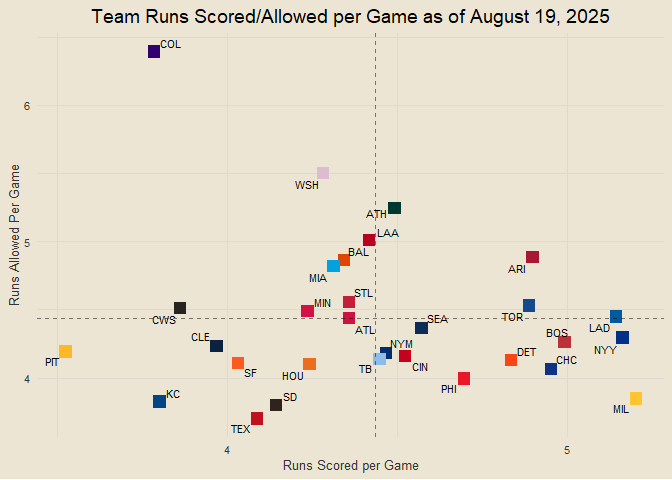 Team Runs Scored/Allowed per Game as of August 19, 2025
COL
6
WSH
ATH
LAA
5
BAL
ARI
MIA
STL
MIN
CWS
TOR
SEA
LAD
ATL
CLE
BOS
NYM
NYY
PIT
TB
DET
CHC
SF
HOU
CIN
4
PHI
KC
SD
MIL
TEX
4
5
Runs Scored per Game
Runs Allowed Per Game